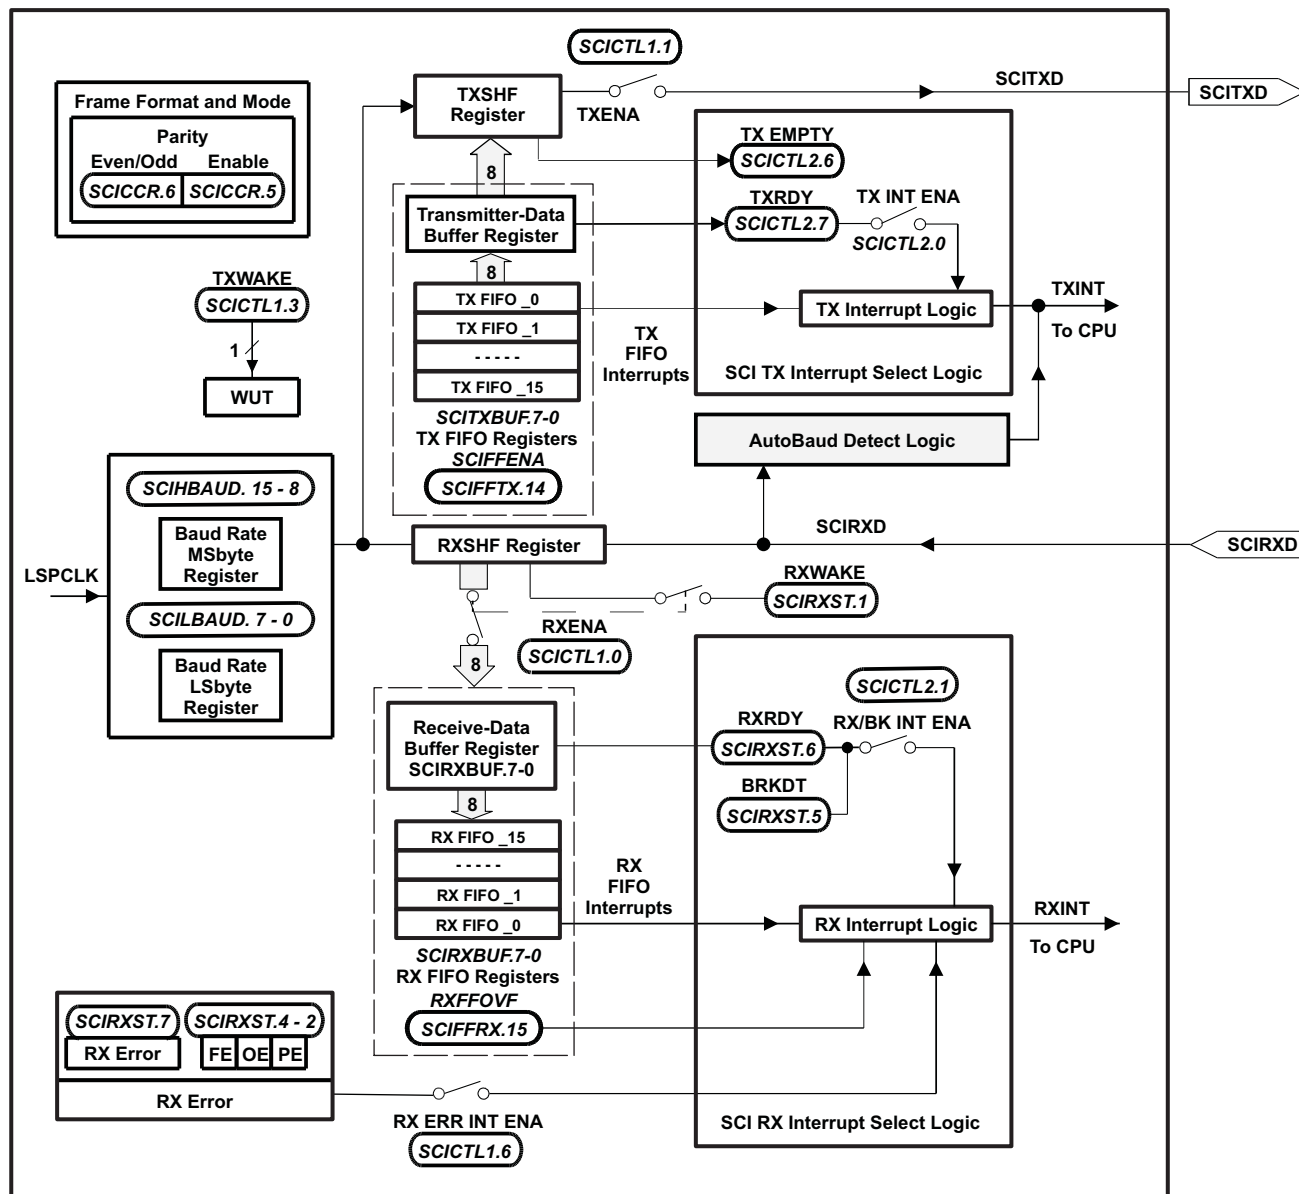 SCICTL1.1
Frame Format and Mode
Parity
Even/Odd Enable
SCICCR.6 SCICCR.5
TXSHF
Register
TXENA
SCITXD
SCITXD
8
TX EMPTY
SCICTL2.6
Transmitter-Data
Buffer Register
TXRDY
SCICTL2.7
TX INT ENA
SCICTL2.0
8
TXWAKE
SCICTL1.3
1
WUT
TX FIFO _0
TX FIFO _1
- - - - -
TX FIFO _15
TX
FIFO
Interrupts
TX Interrupt Logic
TXINT
To CPU
SCI TX Interrupt Select Logic
SCITXBUF.7-0
TX FIFO Registers
SCIFFENA
SCIFFTX.14
AutoBaud Detect Logic
LSPCLK
SCIHBAUD. 15 - 8
Baud Rate
MSbyte
Register
SCILBAUD. 7 - 0
Baud Rate
LSbyte
Register
RXSHF Register
SCIRXD
SCIRXD
RXWAKE
SCIRXST.1
RXENA
SCICTL1.0
8
Receive-Data
Buffer Register
SCIRXBUF.7-0
8
SCICTL2.1
RXRDY
RX/BK INT ENA
SCIRXST.6
BRKDT
SCIRXST.5
RX FIFO _15
- - - - -
RX FIFO _1
RX FIFO _0
RX
FIFO
Interrupts
RX Interrupt Logic
RXINT
To CPU
SCIRXBUF.7-0
RX FIFO Registers
RXFFOVF
SCIFFRX.15
SCIRXST.7 SCIRXST.4 - 2
RX Error FE OE PE
RX Error
RX ERR INT ENA
SCICTL1.6
SCI RX Interrupt Select Logic